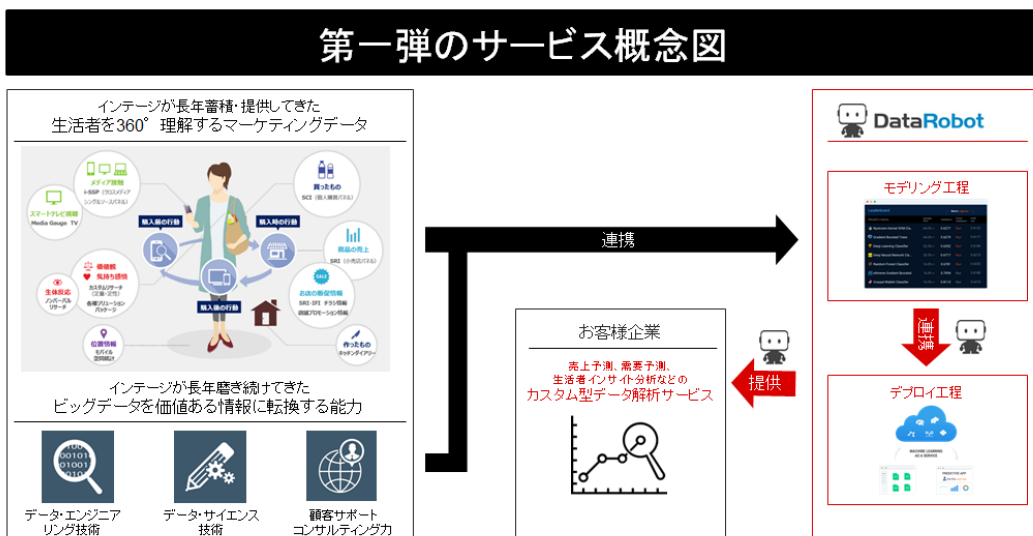 第一弾のサービス概念図
インテージが長年蓄積・提供してきた
生活者を360°理解するマーケティングデータ
メディア接触
i-SSP（クロスメディア
シングルソースパネル）
スマートテレビ視聴
Media Gauge TV
価値観
気持ち感情
カスタムリサーチ
（定量・定性）
各種ソリューション
パッケージ
生体反応
ノンバーバル
リサーチ
位置情報
モバイル
空間統計
購入前の行動
購入時の行動
購入後の行動
買ったもの
SCI（個人消費パネル）
商品の売上
SRI（小売店パネル）
SALE
お店の販促情報
SRI-SFI チラシ情報
店舗プロモーション情報
作ったもの
キッチンダイアリー
インテージが長年磨き続けてきた
ビッグデータを価値ある情報に転換する能力
データ・エンジニア
リング技術
データ・サイエンス
技術
顧客サポート
コンサルティング力
連携
お客様企業
売上予測、需要予測、
生活者インサイト分析などの
カスタム型データ解析サービス
提供
DataRobot
モデリング工程
連携
デプロイ工程
MACHINE LEARNING
AS A SERVICE
PREDICTIVE APP